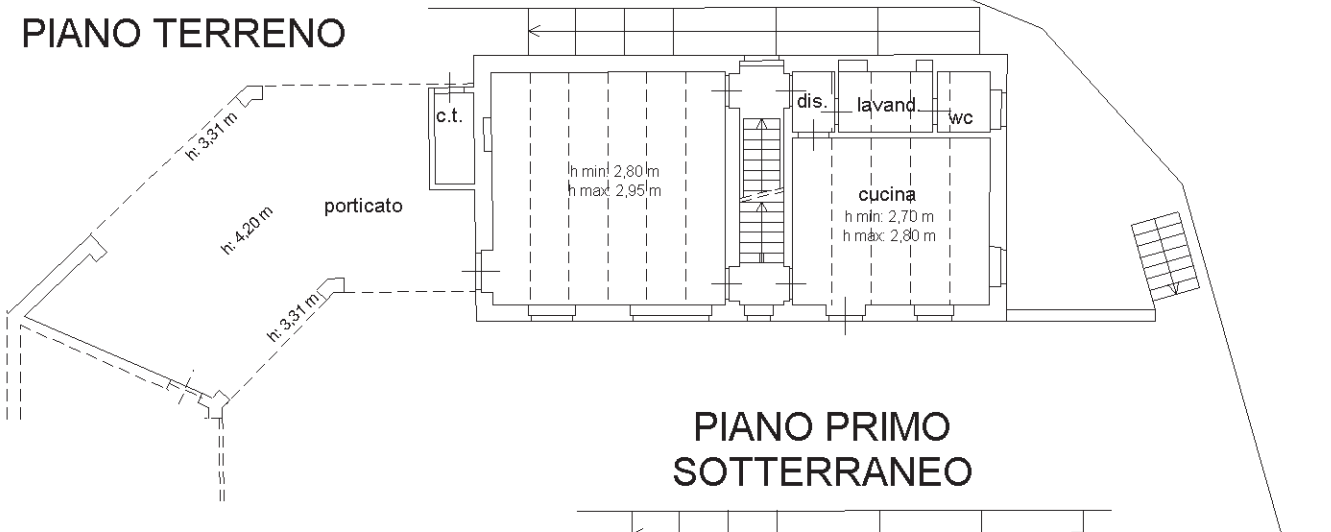 PIANO TERRENO
c.t.
dis.
lavand.
wc
h: 3,31 m
h min: 2,80 m
h max: 2,95 m
cucina
h min: 2,70 m
h max: 2,80 m
porticato
h: 4,20 m
h: 3,31 m
PIANO PRIMO
SOTTERRANEO